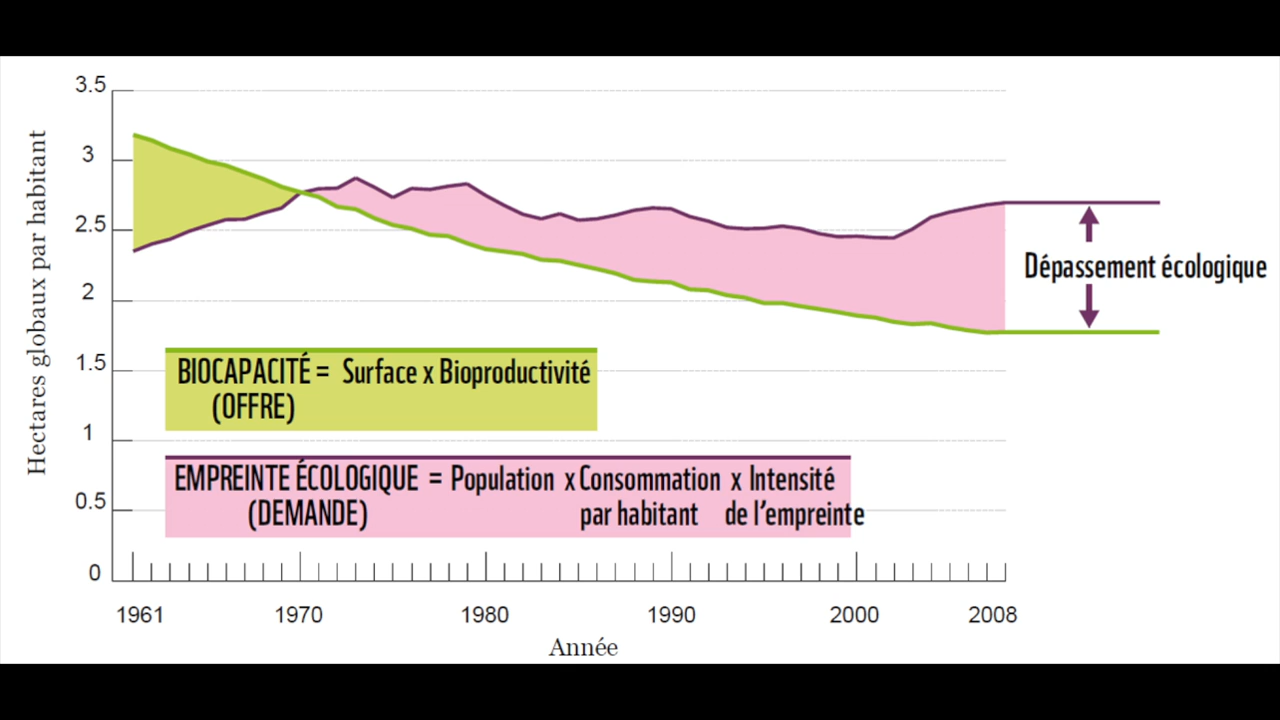 3.5
3
2.5
2
1.5
1
0.5
0
Hectares globaux par habitant
Dépassement écologique
BIOCAPACITÉ = Surface x Bioproductivité
(OFFRE)
EMPREINTE ÉCOLOGIQUE = Population x Consommation x Intensité
(DEMANDE) par habitant de l'empreinte
1961 1970 1980 1990 2000 2008
Année